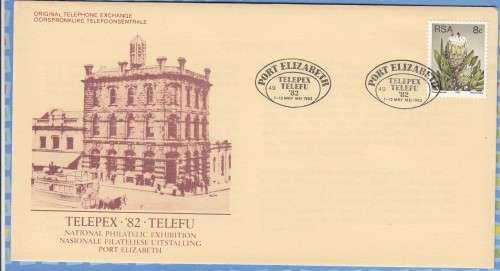 ORIGINAL TELEPHONE EXCHANGE
OORSPRONKLIKE TELEFOONSENTRALE
RSA 8c
PORT ELIZABETH
TELEPEX
TELEFU
'82
PORT ELIZABETH
TELEPEX
TELEFU
'82
TELEPEX · '82 · TELEFU
NATIONAL PHILATELIC EXHIBITION
NASIONALE FILATELIESE UITSTALLING
PORT ELIZABETH